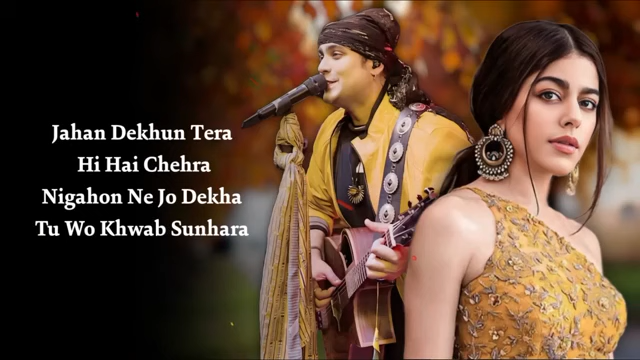 Jahan Dekhun Tera
Hi Hai Chehra
Nigahon Ne Jo Dekha
Tu Wo Khwab Sunhara